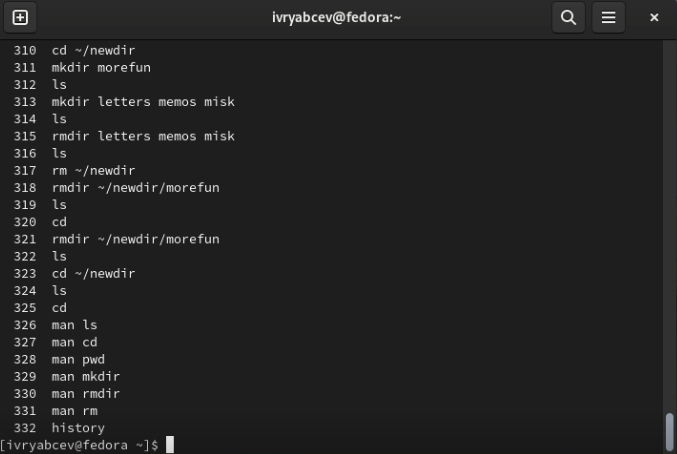 ivryabcev@fedora:~
310 cd ~/newdir
311 mkdir morefun
312 ls
313 mkdir letters memos misk
314 ls
315 rmdir letters memos misk
316 ls
317 rm ~/newdir
318 rmdir ~/newdir/morefun
319 ls
320 cd
321 rmdir ~/newdir/morefun
322 ls
323 cd ~/newdir
324 ls
325 cd
326 man ls
327 man cd
328 man pwd
329 man mkdir
330 man rmdir
331 man rm
332 history
[ivryabcev@fedora ~]$